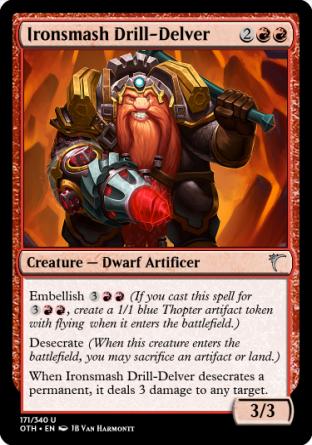 Ironsmash Drill-Delver 2
Creature — Dwarf Artificer
Embellish 3 (If you cast this spell for
3, create a 1/1 blue Thopter artifact token
with flying when it enters the battlefield.)
Desecrate (When this creature enters the
battlefield, you may sacrifice an artifact or land.)
When Ironsmash Drill-Delver desecrates a
permanent, it deals 3 damage to any target.
3/3
171/340 U
OTH • EN 1B VAN HARMONTT